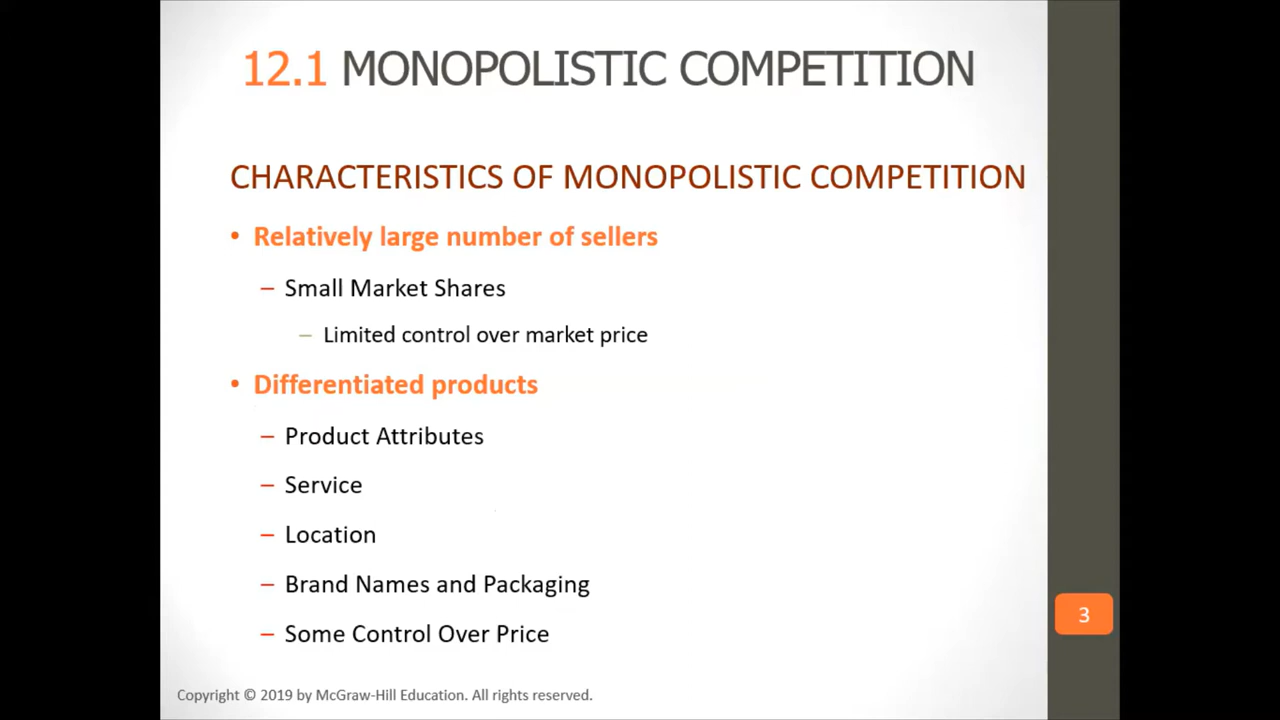 12.1 MONOPOLISTIC COMPETITION
CHARACTERISTICS OF MONOPOLISTIC COMPETITION
• Relatively large number of sellers
– Small Market Shares
– Limited control over market price
• Differentiated products
– Product Attributes
– Service
– Location
– Brand Names and Packaging
– Some Control Over Price
3
Copyright © 2019 by McGraw-Hill Education. All rights reserved.